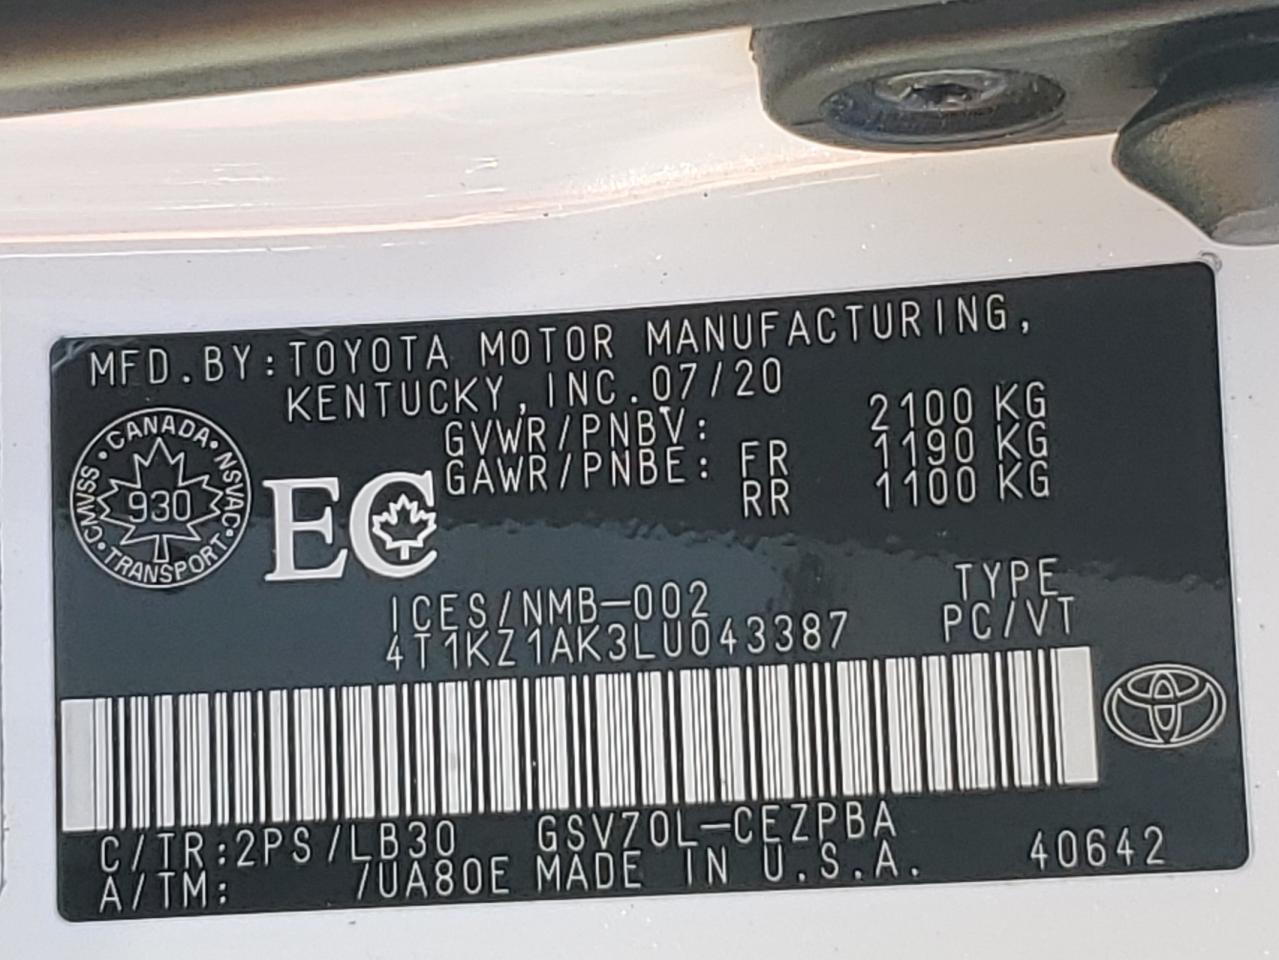 MFD.BY:TOYOTA MOTOR MANUFACTURING,
KENTUCKY, INC. 07/20
GVWR/PNBV: 2100 KG
GAWR/PNBE: FR 1190 KG
RR 1100 KG
CANADA
CMVSS
930
NSVAC
TRANSPORT
EC
ICES/NMB-002
TYPE
4T1KZ1AK3LU043387
PC/VT
C/TR:2PS/LB30 GSV70L-CEZPBA
A/TM: /UA80E MADE IN U.S.A. 40642